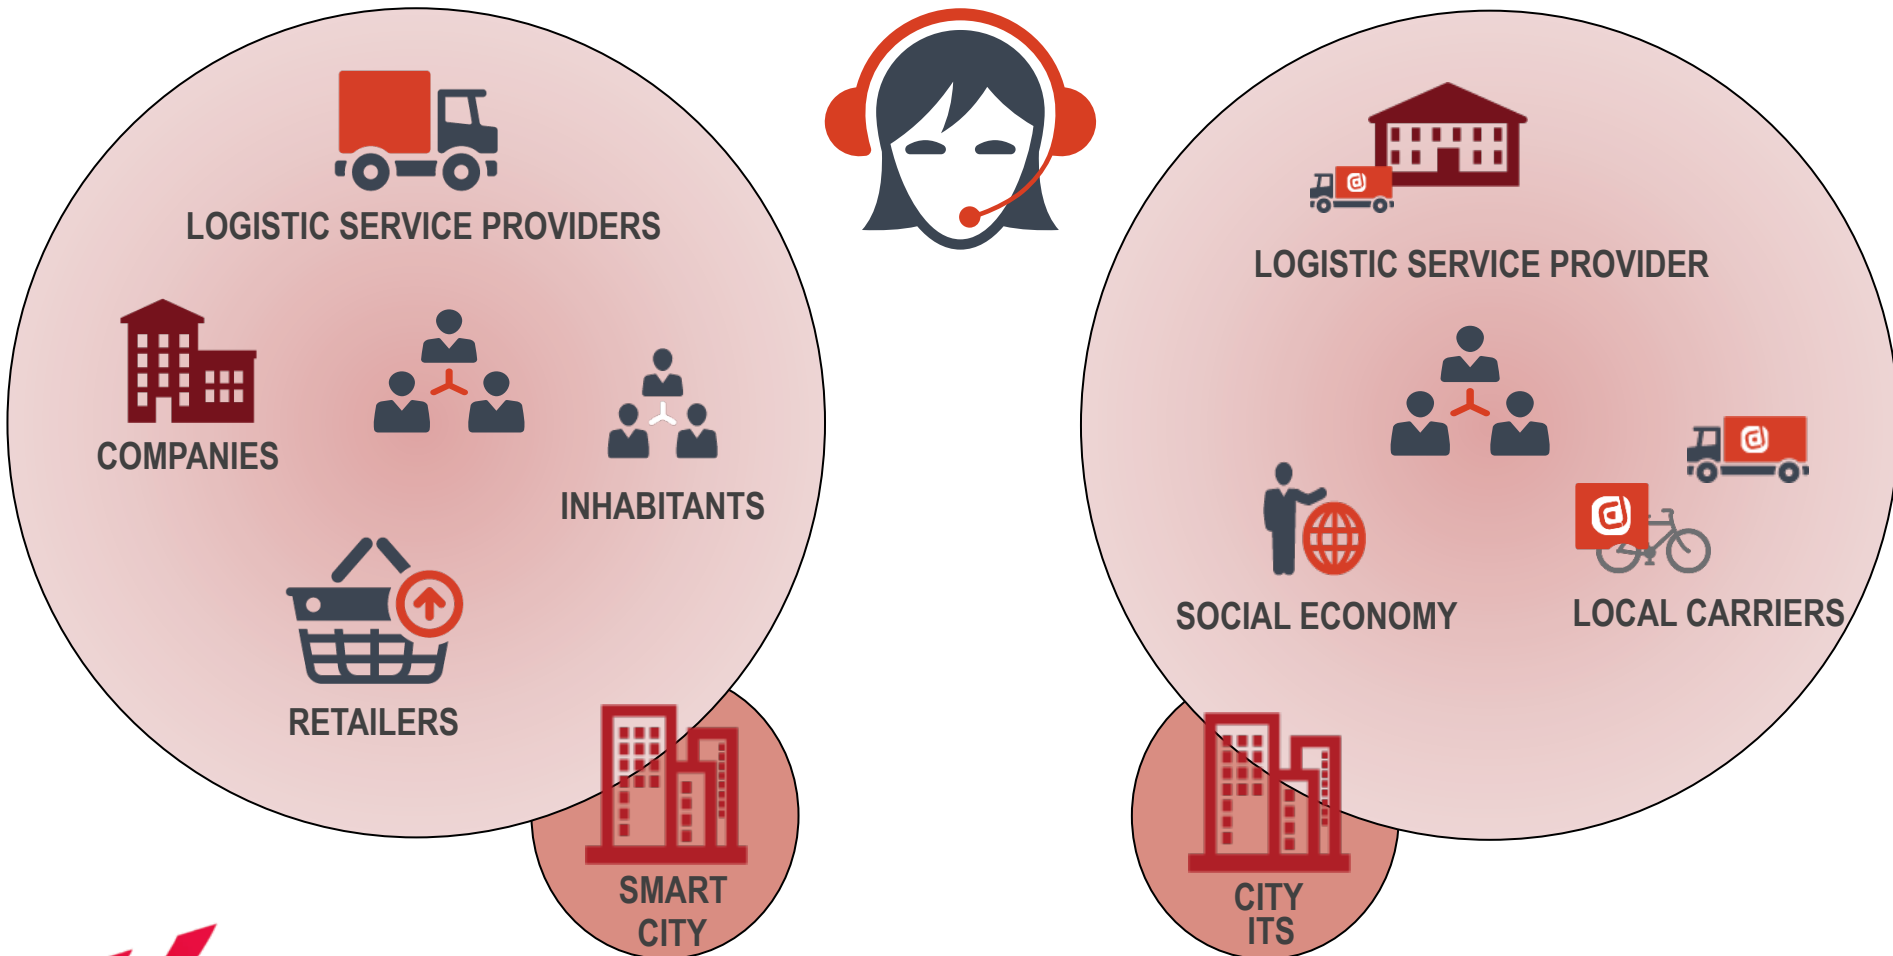 LOGISTIC SERVICE PROVIDERS
COMPANIES
INHABITANTS
RETAILERS
SMART
CITY
LOGISTIC SERVICE PROVIDER
SOCIAL ECONOMY
LOCAL CARRIERS
CITY
ITS